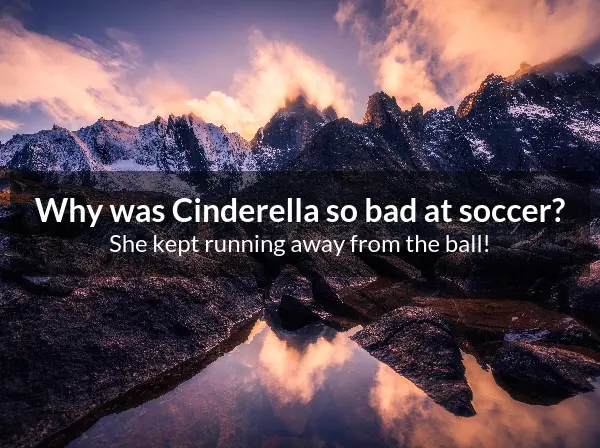 Why was Cinderella so bad at soccer?
She kept running away from the ball!